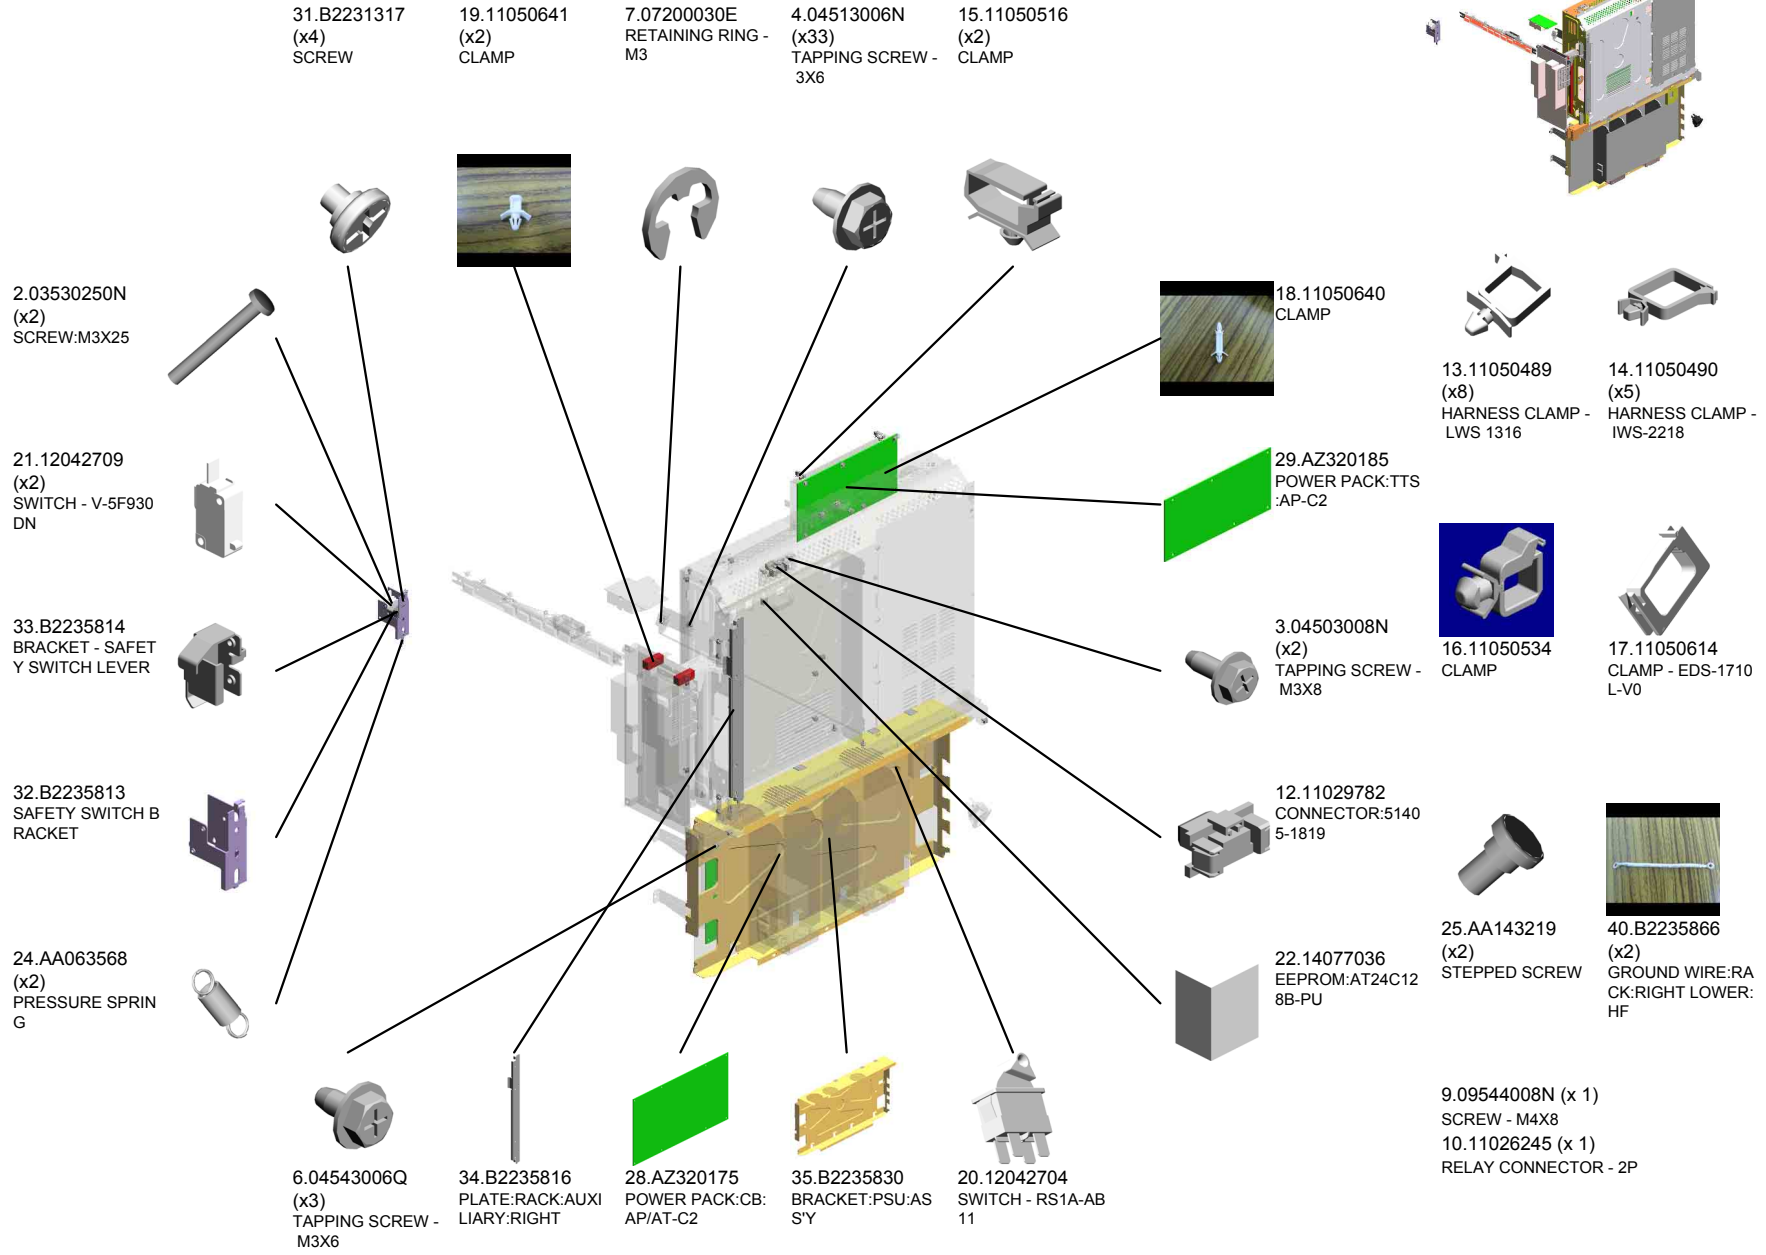 31.B2231317
(x4)
SCREW
19.11050641
(x2)
CLAMP
7.07200030E
RETAINING RING -
M3
4.04513006N
(x33)
TAPPING SCREW -
3X6
15.11050516
(x2)
CLAMP
2.03530250N
(x2)
SCREW:M3X25
18.11050640
CLAMP
13.11050489
(x8)
HARNESS CLAMP -
LWS 1316
14.11050490
(x5)
HARNESS CLAMP -
IWS-2218
21.12042709
(x2)
SWITCH - V-5F930
DN
29.AZ320185
POWER PACK:TTS
:AP-C2
33.B2235814
BRACKET - SAFET
Y SWITCH LEVER
3.04503008N
(x2)
TAPPING SCREW -
M3X8
16.11050534
CLAMP
17.11050614
CLAMP - EDS-1710
L-V0
32.B2235813
SAFETY SWITCH B
RACKET
12.11029782
CONNECTOR:5140
5-1819
25.AA143219
(x2)
STEPPED SCREW
40.B2235866
(x2)
GROUND WIRE:RA
CK:RIGHT LOWER:
HF
24.AA063568
(x2)
PRESSURE SPRIN
G
22.14077036
EEPROM:AT24C12
8B-PU
6.04543006Q
(x3)
TAPPING SCREW -
M3X6
34.B2235816
PLATE:RACK:AUXI
LIARY:RIGHT
28.AZ320175
POWER PACK:CB:
AP/AT-C2
35.B2235830
BRACKET:PSU:AS
S'Y
20.12042704
SWITCH - RS1A-AB
11
9.09544008N (x 1)
SCREW - M4X8
10.11026245 (x 1)
RELAY CONNECTOR - 2P